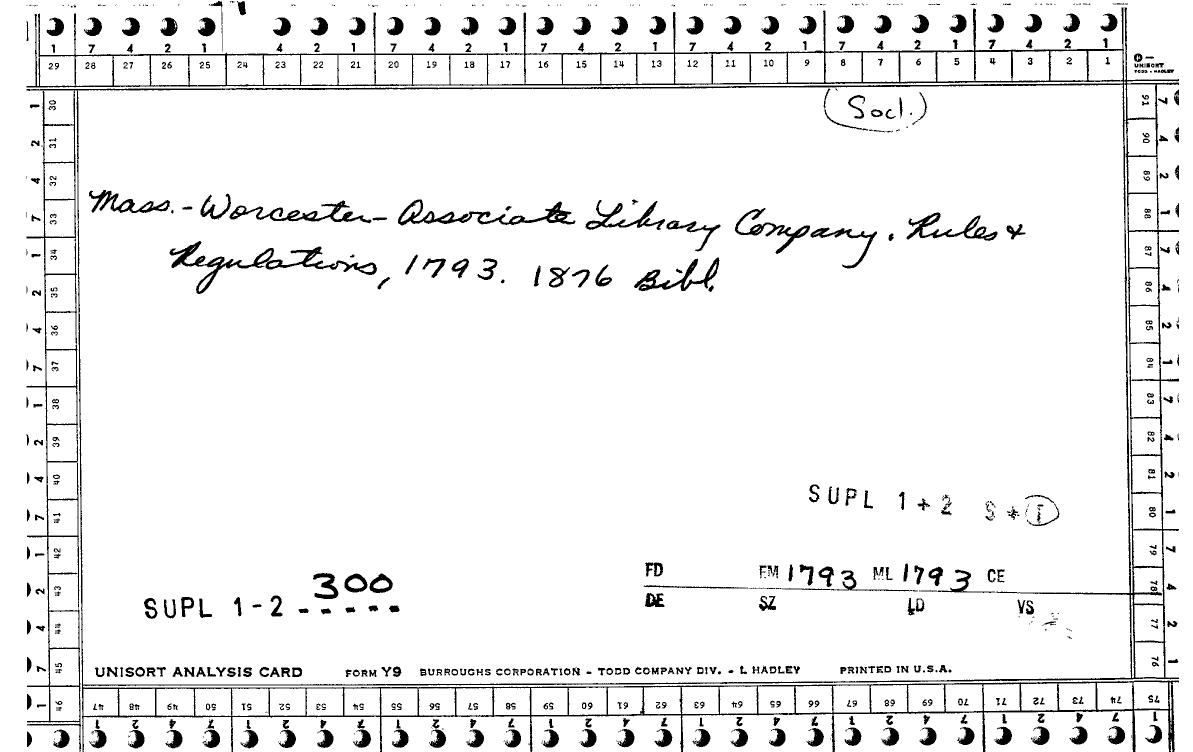 1 7 4 2 1 4 2 1 7 4 2 1 7 4 2 1 7 4 2 1 7 4 2 1 7 4 2 1
29 28 27 26 25 24 23 22 21 20 19 18 17 16 15 14 13 12 11 10 9 8 7 6 5 4 3 2 1
UNISORT
TODD - HADLEY
(Socl.)
Mass.-Worcester-Associate Library Company. Rules &
Regulations, 1793. 1876 Bibl.
SUPL 1 + 2 S + T
FD FM 1793 ML 1793 CE
300
SUPL 1-2 -----
DE SZ LD VS
UNISORT ANALYSIS CARD FORM Y9 BURROUGHS CORPORATION - TODD COMPANY DIV. - L HADLEY PRINTED IN U.S.A.
1 30
2 31
4 32
7 33
1 34
2 35
4 36
7 37
1 38
2 39
4 40
7 41
1 42
2 43
4 44
7 45
1 46
91 7
90 4
89 2
88 1
87 7
86 4
85 2
84 1
83 7
82 4
81 2
80 1
79 7
78 4
77 2
76 1
47 48 49 50 51 52 53 54 55 56 57 58 59 60 61 62 63 64 65 66 67 68 69 70 71 72 73 74 75
1 2 4 7 1 2 4 7 1 2 4 7 1 2 4 7 1 2 4 7 1 2 4 7 1 2 4 7 1